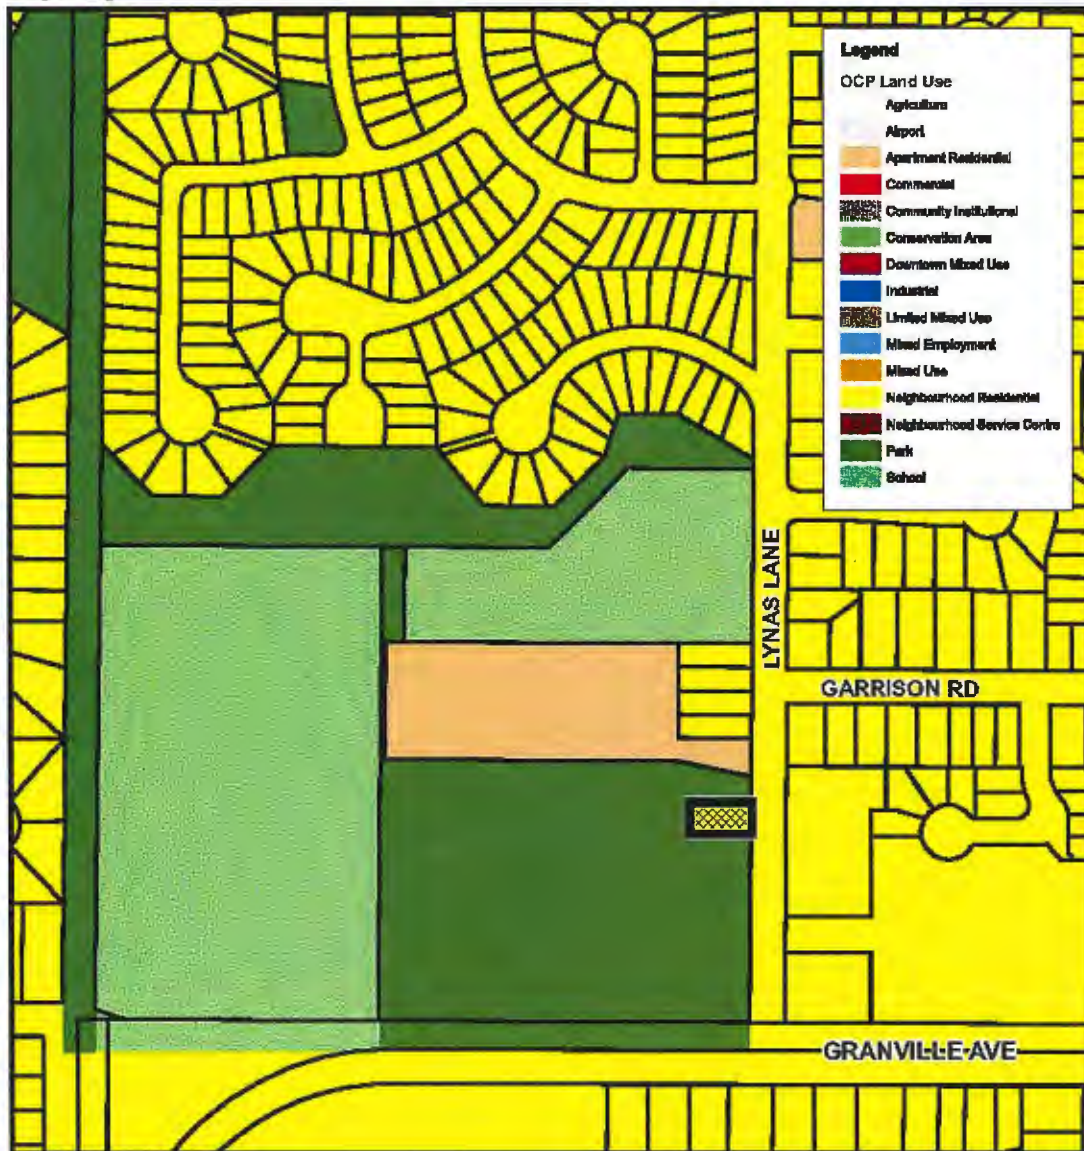 Legend
OCP Land Use
Agriculture
Airport
Apartment Residential
Commercial
Community Institutional
Conservation Area
Downtown Mixed Use
Industrial
Limited Mixed Use
Mixed Employment
Mixed Use
Neighbourhood Residential
Neighbourhood Service Centre
Park
School
LYNAS LANE
GARRISON RD
GRANVILLE AVE